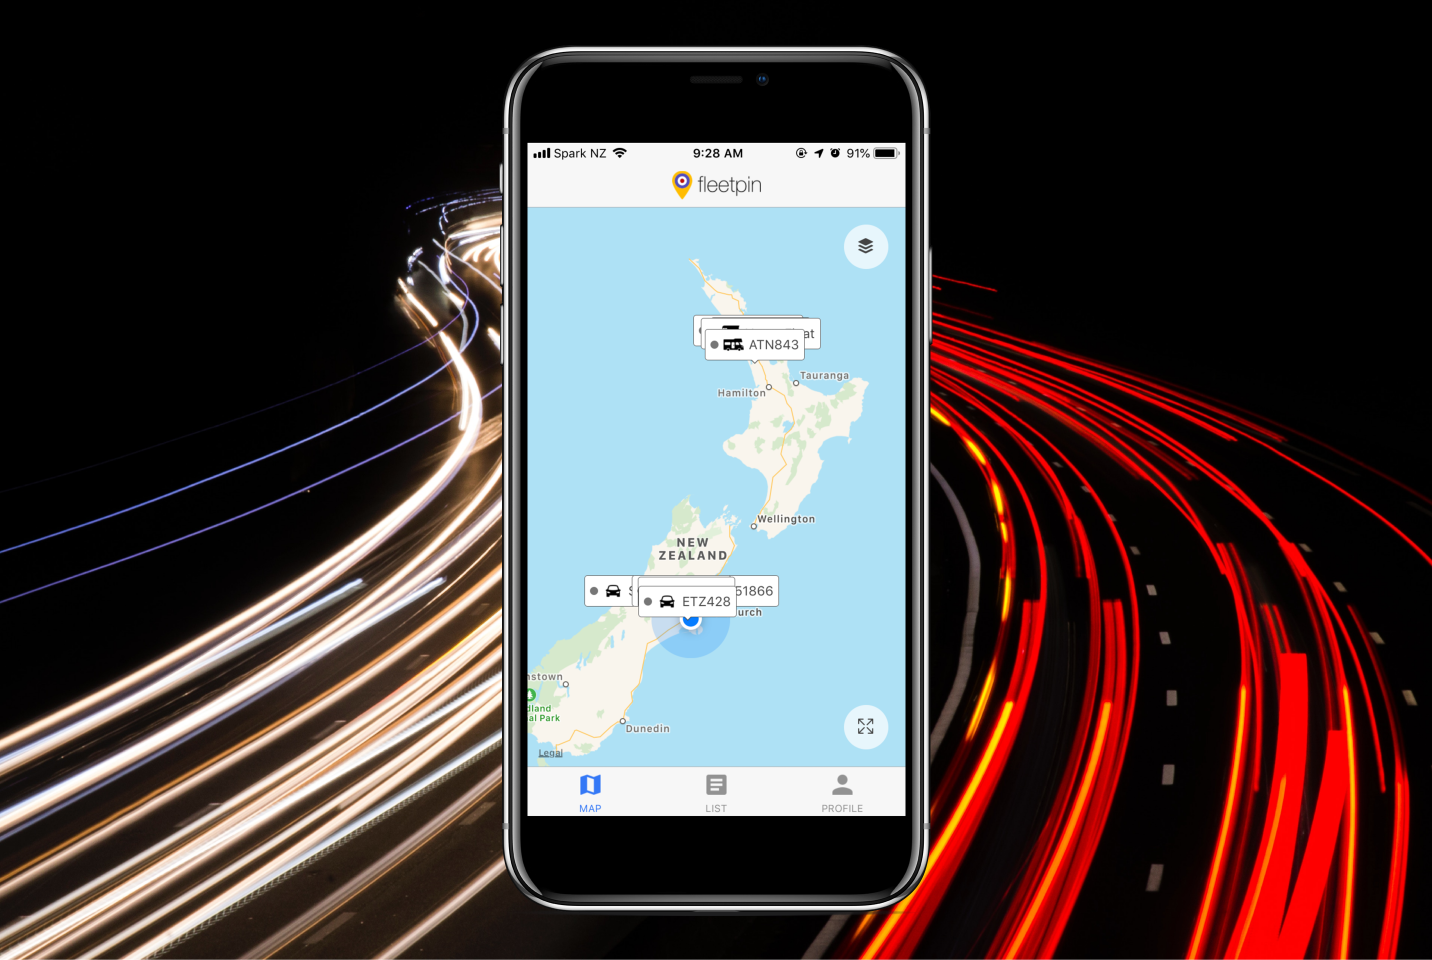 Spark NZ 9:28 AM 91%
fleetpin
at
ATN843
Tauranga
Hamilton
Wellington
NEW
ZEALAND
S 51866
ETZ428
urch
nstown
dland
al Park
Dunedin
Legal
MAP LIST PROFILE